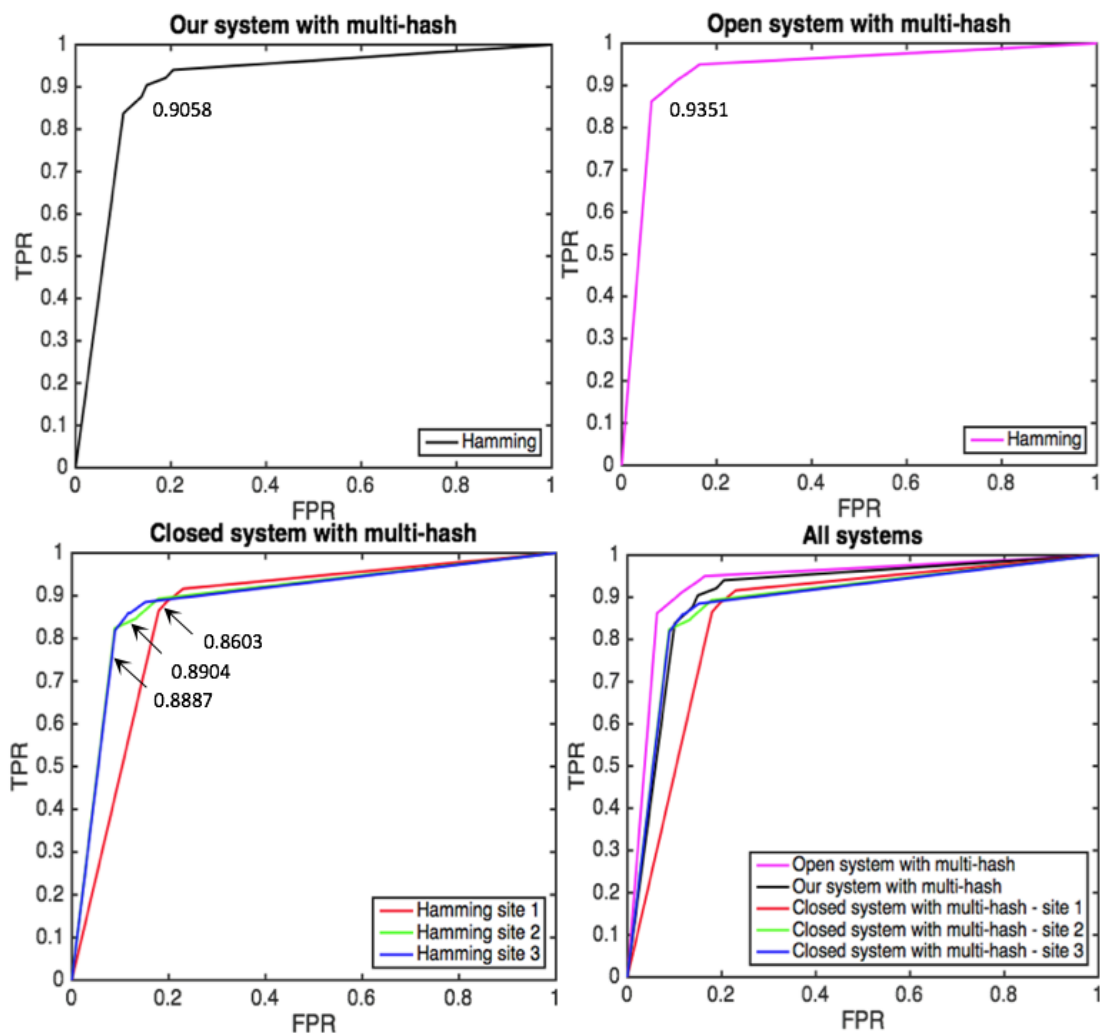 Our system with multi-hash
1
0.9
0.8
0.7
0.6
0.5
0.4
0.3
0.2
0.1
0
TPR
0.9058
Hamming
0 0.2 0.4 0.6 0.8 1
FPR
Open system with multi-hash
1
0.9
0.8
0.7
0.6
0.5
0.4
0.3
0.2
0.1
0
TPR
0.9351
Hamming
0 0.2 0.4 0.6 0.8 1
FPR
Closed system with multi-hash
1
0.9
0.8
0.7
0.6
0.5
0.4
0.3
0.2
0.1
0
TPR
0.8603
0.8904
0.8887
Hamming site 1
Hamming site 2
Hamming site 3
0 0.2 0.4 0.6 0.8 1
FPR
All systems
1
0.9
0.8
0.7
0.6
0.5
0.4
0.3
0.2
0.1
0
TPR
Open system with multi-hash
Our system with multi-hash
Closed system with multi-hash - site 1
Closed system with multi-hash - site 2
Closed system with multi-hash - site 3
0 0.2 0.4 0.6 0.8 1
FPR